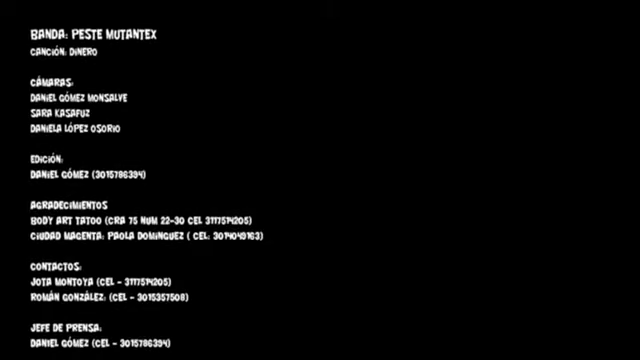 BANDA: PESTE MUTANTEX
CANCIÓN: DINERO
CÁMARAS:
DANIEL GÓMEZ MONSALVE
SARA KASAFUZ
DANIELA LÓPEZ OSORIO
EDICIÓN:
DANIEL GÓMEZ (3015786394)
AGRADECIMIENTOS
BODY ART TATOO (CRA 75 NUM 22-30 CEL 3117514205)
CIUDAD MAGENTA: PAOLA DOMINGUEZ ( CEL: 3014049163)
CONTACTOS:
JOTA MONTOYA (CEL - 3117514205)
ROMÁN GONZÁLEZ: (CEL - 3015357508)
JEFE DE PRENSA:
DANIEL GÓMEZ (CEL - 3015786394)